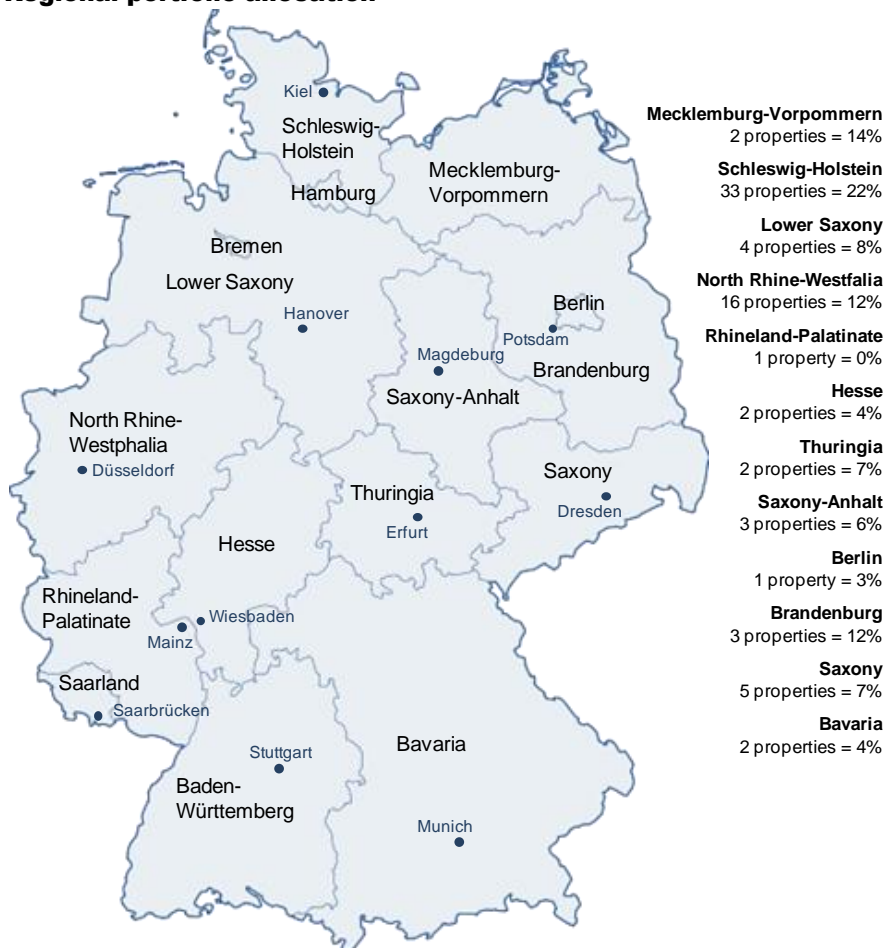 Regional portfolio allocation
Kiel
Schleswig-
Holstein
Hamburg
Mecklemburg-
Vorpommern
Bremen
Lower Saxony
Hanover
Berlin
Potsdam
Brandenburg
Magdeburg
Saxony-Anhalt
North Rhine-
Westphalia
Düsseldorf
Thuringia
Erfurt
Saxony
Dresden
Hesse
Rhineland-
Palatinate
Wiesbaden
Mainz
Saarland
Saarbrücken
Stuttgart
Baden-
Württemberg
Bavaria
Munich
Mecklemburg-Vorpommern
2 properties = 14%
Schleswig-Holstein
33 properties = 22%
Lower Saxony
4 properties = 8%
North Rhine-Westfalia
16 properties = 12%
Rhineland-Palatinate
1 property = 0%
Hesse
2 properties = 4%
Thuringia
2 properties = 7%
Saxony-Anhalt
3 properties = 6%
Berlin
1 property = 3%
Brandenburg
3 properties = 12%
Saxony
5 properties = 7%
Bavaria
2 properties = 4%